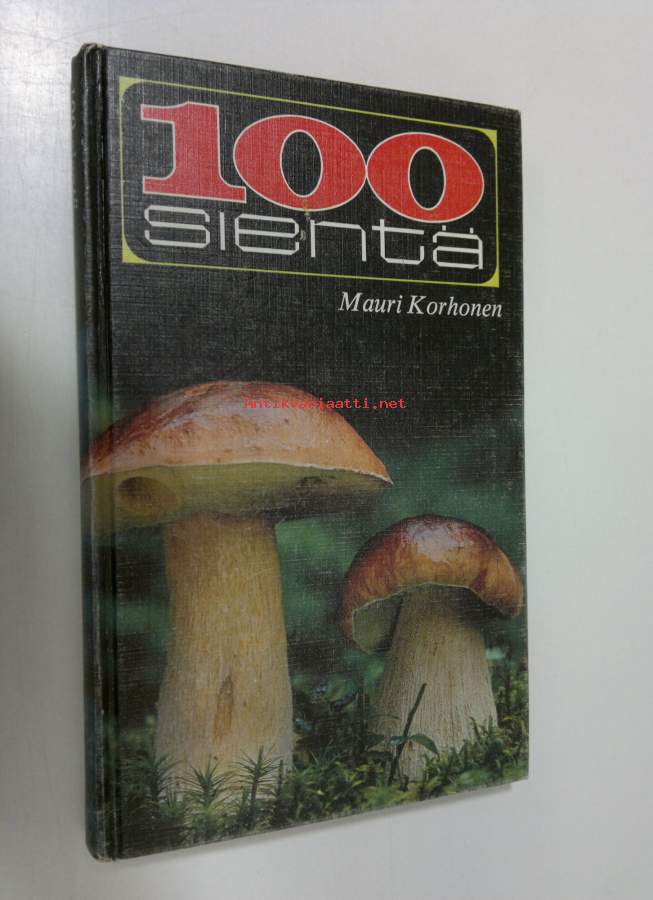 100
sientä
Mauri Korhonen
Antikvariaatti.net